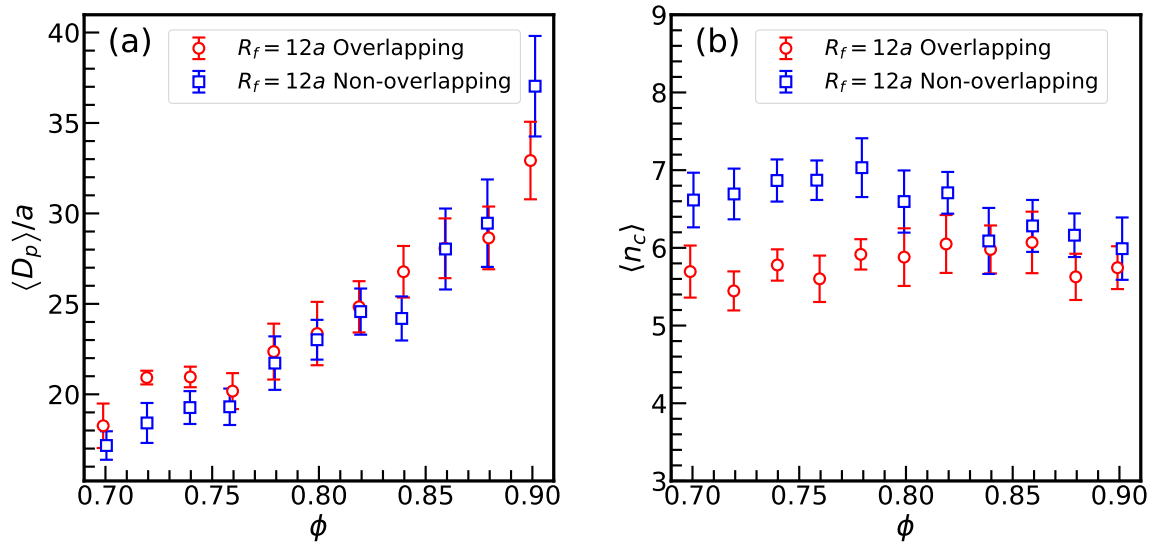 (a)
R_f = 12a Overlapping
R_f = 12a Non-overlapping
⟨D_p⟩/a
40
35
30
25
20
0.70 0.75 0.80 0.85 0.90
ϕ
(b)
R_f = 12a Overlapping
R_f = 12a Non-overlapping
⟨n_c⟩
9
8
7
6
5
4
3
0.70 0.75 0.80 0.85 0.90
ϕ